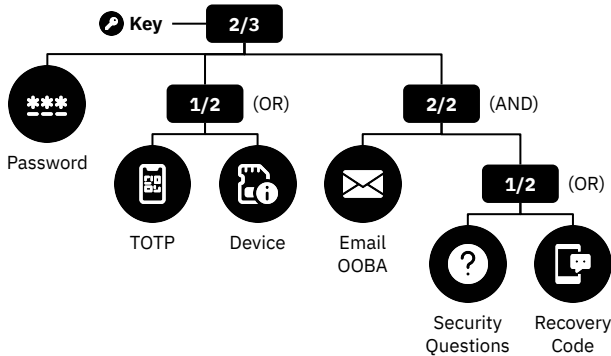 Key
2/3
***
Password
1/2
(OR)
2/2
(AND)
TOTP
Device
Email
OOBA
1/2
(OR)
?
Security
Questions
Recovery
Code